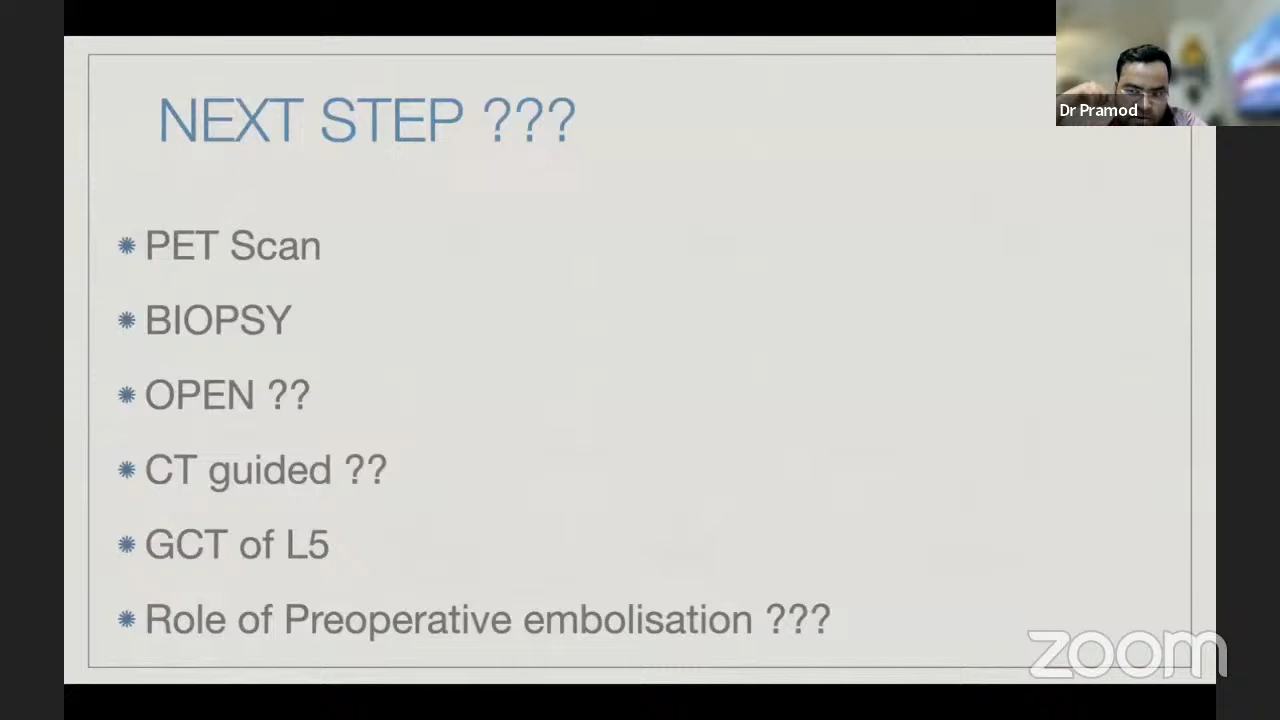 NEXT STEP ???
Dr Pramod
PET Scan
BIOPSY
OPEN ??
CT guided ??
GCT of L5
Role of Preoperative embolisation ???
zoom